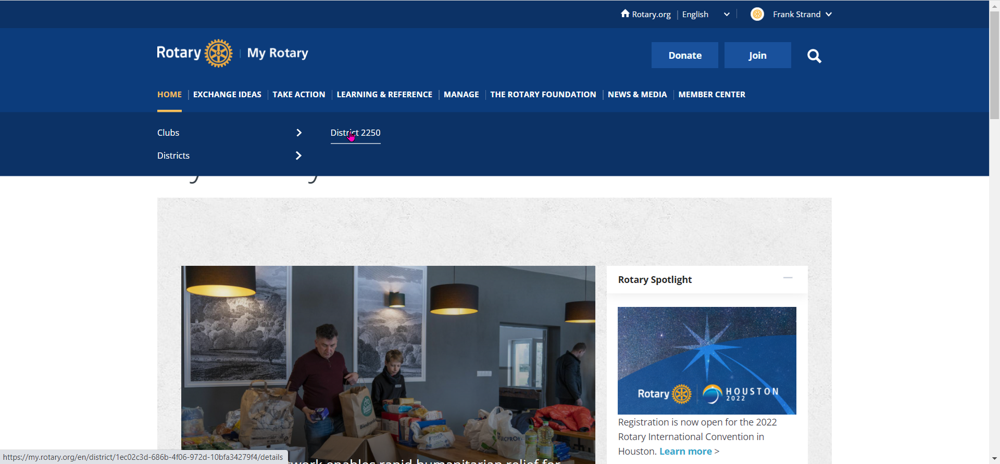 Rotary.org | English Frank Strand
Rotary | My Rotary
Donate Join
HOME EXCHANGE IDEAS TAKE ACTION LEARNING & REFERENCE MANAGE THE ROTARY FOUNDATION NEWS & MEDIA MEMBER CENTER
Clubs District 2250
Districts
Rotary Spotlight
Rotary HOUSTON
2022
Registration is now open for the 2022
Rotary International Convention in
Houston. Learn more >
enables rapid humanitarian relief for
https://my.rotary.org/en/district/1ec02c3d-686b-4f06-972d-10bfa34279f4/details